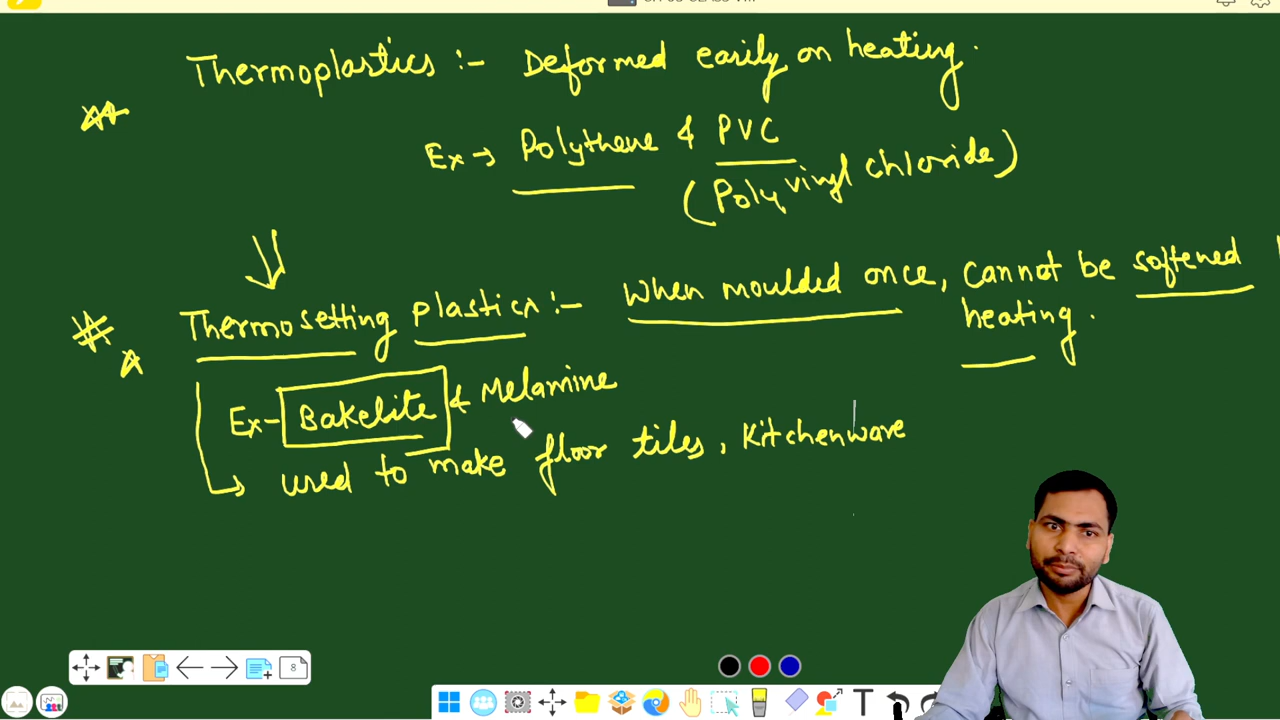 Thermoplastics :- Deformed easily on heating.
Ex → Polythene & PVC
(Polyvinyl chloride)
Thermosetting plastics :- When moulded once, cannot be softened
heating.
Ex- Bakelite & Melamine
used to make floor tiles, Kitchenware
8
T